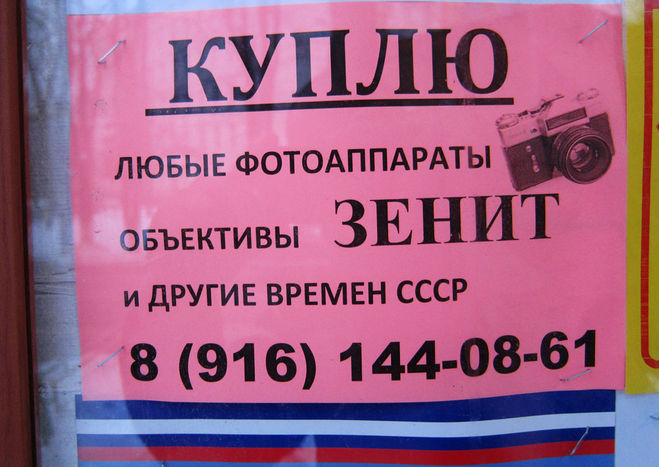 КУПЛЮ
ЛЮБЫЕ ФОТОАППАРАТЫ
ОБЪЕКТИВЫ ЗЕНИТ
И ДРУГИЕ ВРЕМЕН СССР
8 (916) 144-08-61